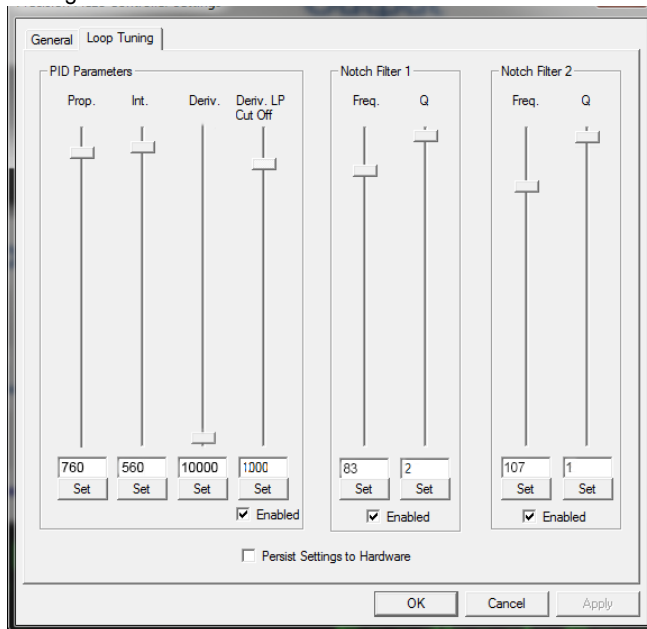 General Loop Tuning
PID Parameters
Prop. Int. Deriv. Deriv. LP
Cut Off
760 560 10000 1000
Set Set Set Set
Enabled
Notch Filter 1
Freq. Q
83 2
Set Set
Enabled
Notch Filter 2
Freq. Q
107 1
Set Set
Enabled
Persist Settings to Hardware
OK Cancel Apply